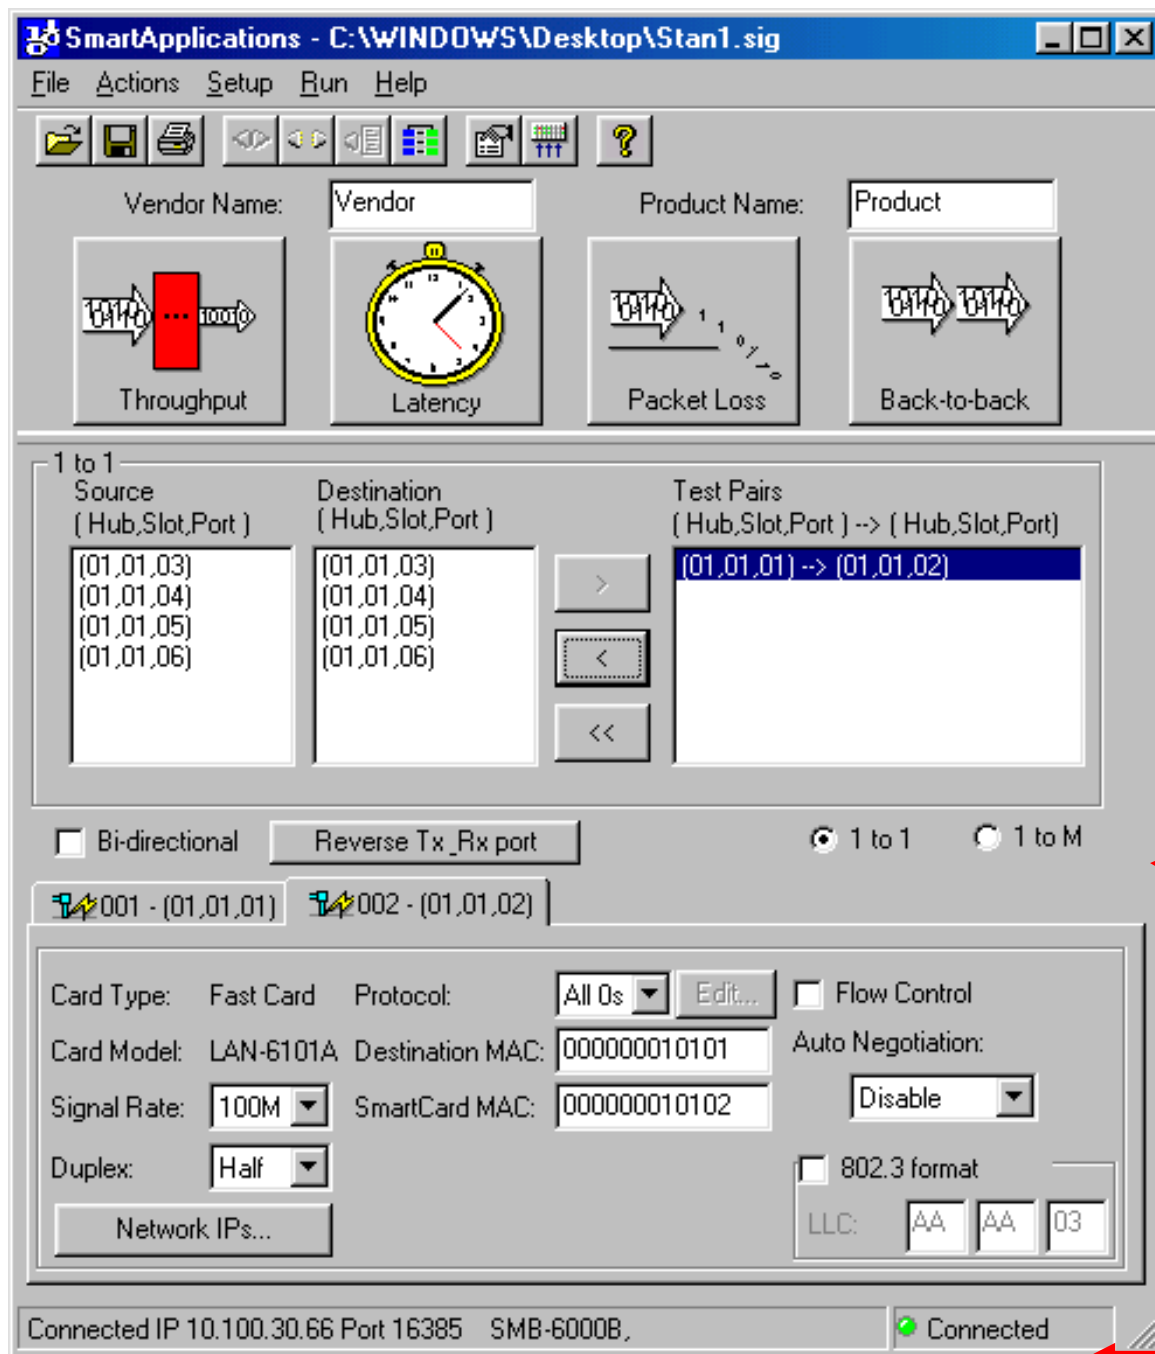 SmartApplications - C:\WINDOWS\Desktop\Stan1.sig
File Actions Setup Run Help
Vendor Name: Vendor Product Name: Product
Throughput Latency Packet Loss Back-to-back
1 to 1
Source Destination Test Pairs
( Hub,Slot,Port ) ( Hub,Slot,Port ) ( Hub,Slot,Port ) --> ( Hub,Slot,Port)
(01,01,03) (01,01,03) > (01,01,01) --> (01,01,02)
(01,01,04) (01,01,04)
(01,01,05) (01,01,05)
(01,01,06) (01,01,06) <
<<
Bi-directional Reverse Tx_Rx port 1 to 1 1 to M
001 - (01,01,01) 002 - (01,01,02)
Card Type: Fast Card Protocol: All 0s Edit... Flow Control
Card Model: LAN-6101A Destination MAC: 000000010101 Auto Negotiation:
Signal Rate: 100M SmartCard MAC: 000000010102 Disable
Duplex: Half 802.3 format
Network IPs... LLC: AA AA 03
Connected IP 10.100.30.66 Port 16385 SMB-6000B, Connected